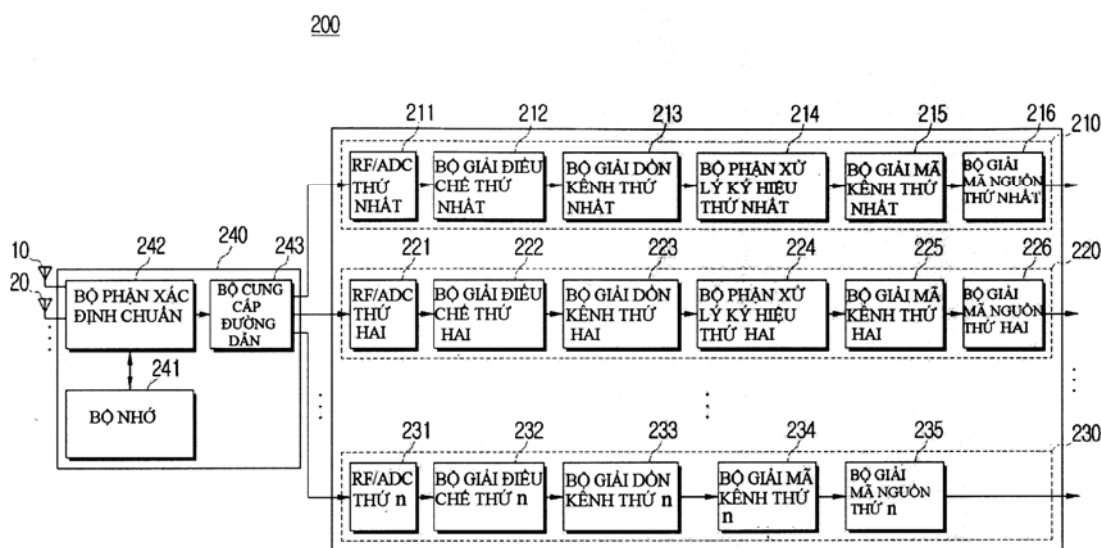 200
211 212 213 214 215 216
210
RF/ADC
THỨ
NHẤT
BỘ GIẢI ĐIỀU
CHẾ THỨ
NHẤT
BỘ GIẢI DỒN
KÊNH THỨ
NHẤT
BỘ PHẬN XỬ
LÝ KÝ HIỆU
THỨ NHẤT
BỘ GIẢI MÃ
KÊNH THỨ
NHẤT
BỘ GIẢI
MÃ NGUỒN
THỨ NHẤT
10
20
242 240 243
BỘ PHẬN XÁC
ĐỊNH CHUẨN
BỘ CUNG
CẤP
ĐƯỜNG
DẪN
241
BỘ NHỚ
221 222 223 224 225 226
220
RF/ADC
THỨ
HAI
BỘ GIẢI ĐIỀU
CHẾ THỨ
HAI
BỘ GIẢI DỒN
KÊNH THỨ
HAI
BỘ PHẬN XỬ
LÝ KÝ HIỆU
THỨ HAI
BỘ GIẢI MÃ
KÊNH THỨ
HAI
BỘ GIẢI
MÃ NGUỒN
THỨ HAI
231 232 233 234 235
230
RF/ADC
THỨ n
BỘ GIẢI ĐIỀU
CHẾ THỨ n
BỘ GIẢI DỒN
KÊNH THỨ n
BỘ GIẢI MÃ
KÊNH THỨ
n
BỘ GIẢI
MÃ NGUỒN
THỨ n